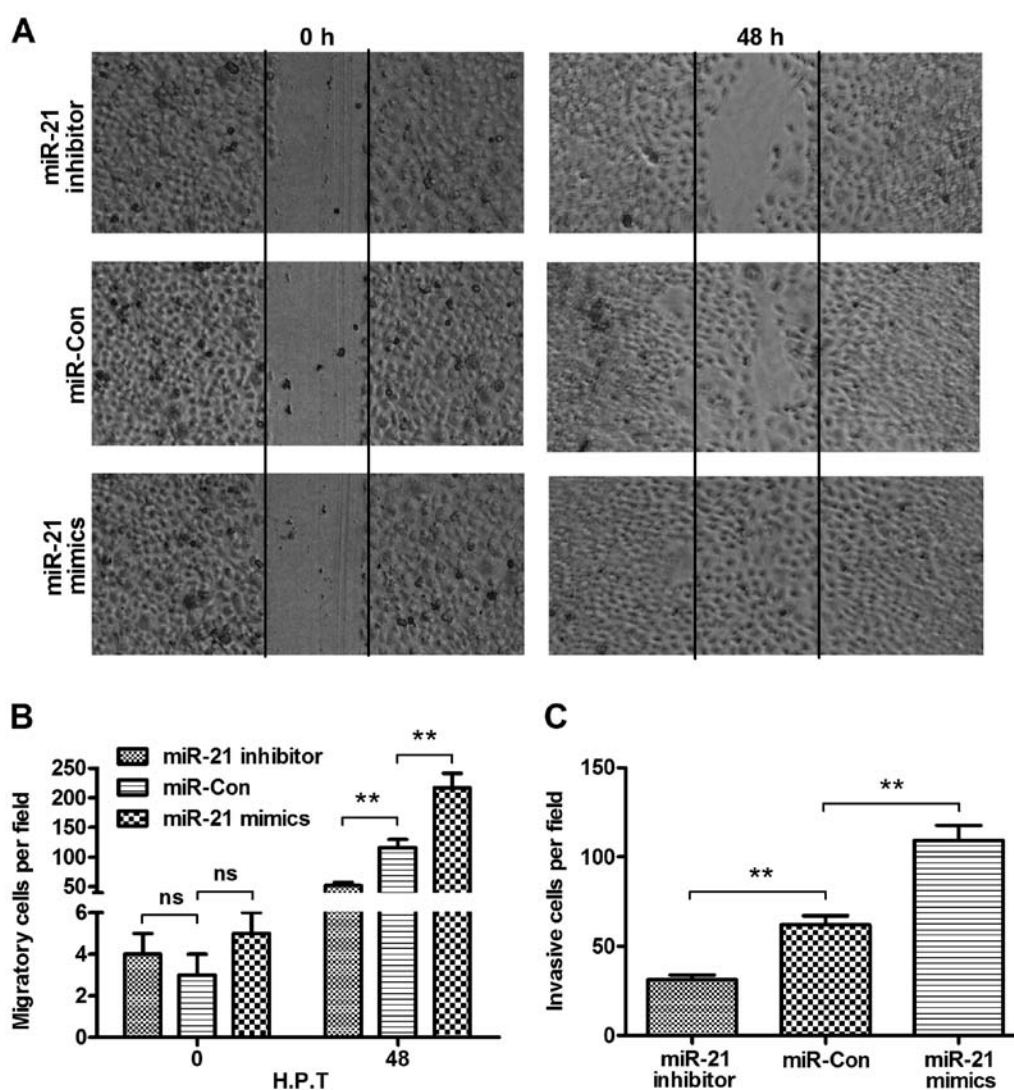 A
0 h
48 h
miR-21
inhibitor
miR-Con
miR-21
mimics
B
miR-21 inhibitor
miR-Con
miR-21 mimics
Migratory cells per field
250
200
150
100
50
6
4
2
0
ns
ns
**
**
0
48
H.P.T
C
Invasive cells per field
150
100
50
0
**
**
miR-21
inhibitor
miR-Con
miR-21
mimics